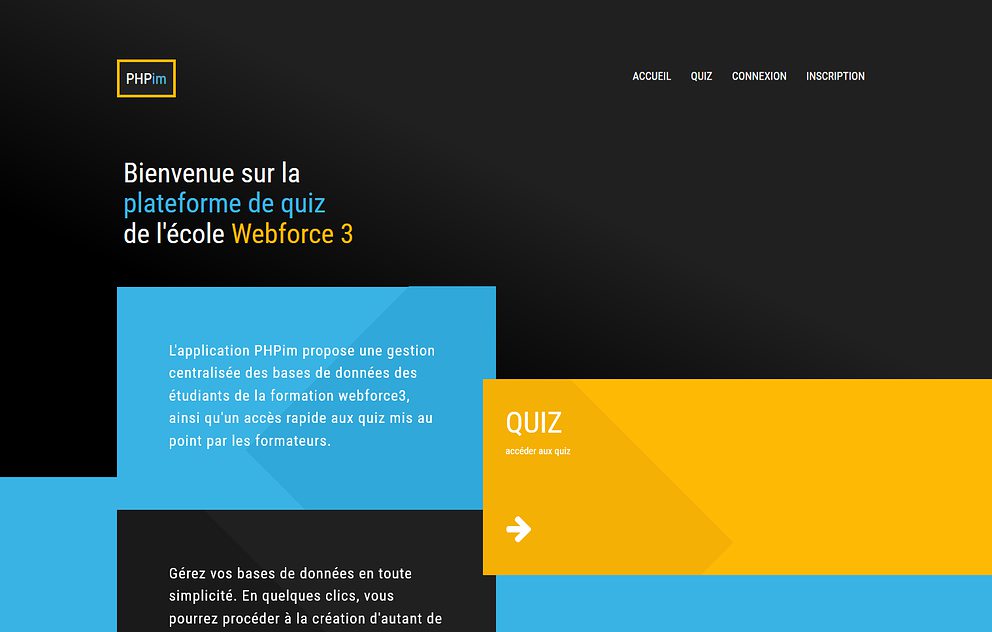 PHPim
ACCUEIL QUIZ CONNEXION INSCRIPTION
Bienvenue sur la
plateforme de quiz
de l'école Webforce 3
L'application PHPim propose une gestion
centralisée des bases de données des
étudiants de la formation webforce3,
ainsi qu'un accès rapide aux quiz mis au
point par les formateurs.
QUIZ
accéder aux quiz
Gérez vos bases de données en toute
simplicité. En quelques clics, vous
pourrez procéder à la création d'autant de